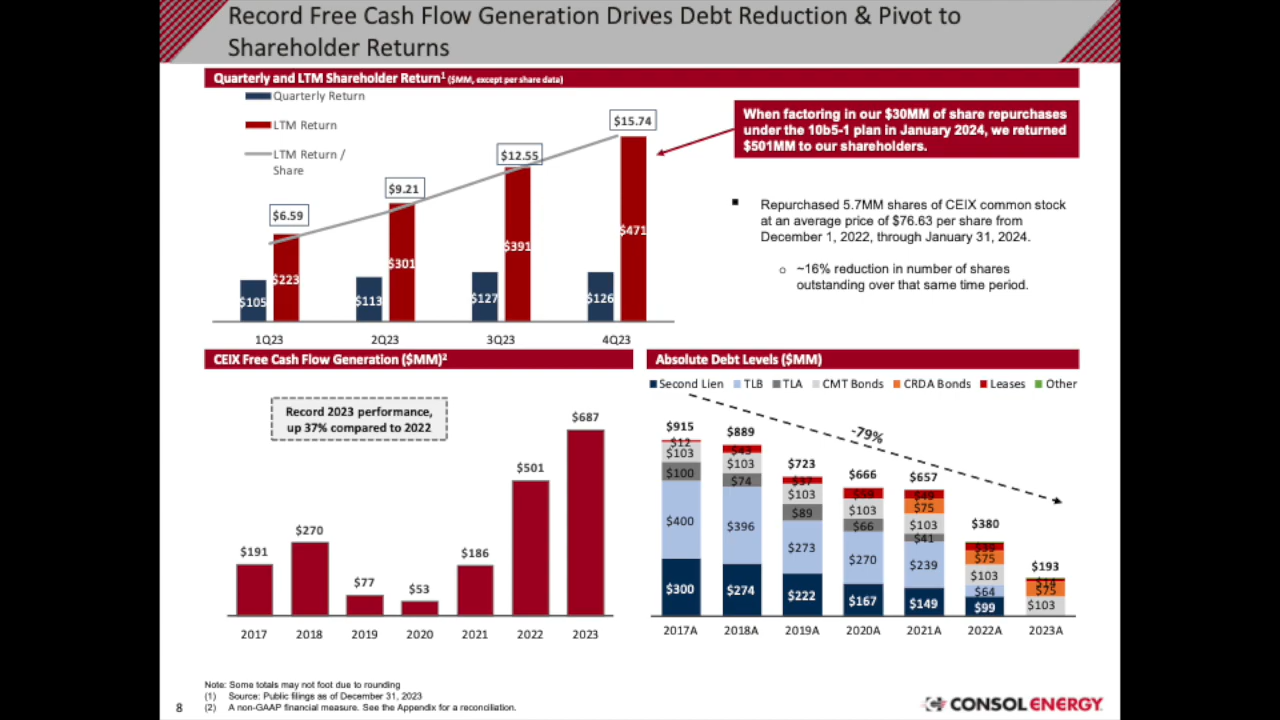 Record Free Cash Flow Generation Drives Debt Reduction & Pivot to
Shareholder Returns
Quarterly and LTM Shareholder Return1 ($MM, except per share data)
Quarterly Return
LTM Return
LTM Return /
Share
$6.59
$9.21
$12.55
$15.74
$105
$223
$113
$301
$127
$391
$126
$471
1Q23
2Q23
3Q23
4Q23
When factoring in our $30MM of share repurchases
under the 10b5-1 plan in January 2024, we returned
$501MM to our shareholders.
Repurchased 5.7MM shares of CEIX common stock
at an average price of $76.63 per share from
December 1, 2022, through January 31, 2024.
~16% reduction in number of shares
outstanding over that same time period.
CEIX Free Cash Flow Generation ($MM)2
Record 2023 performance,
up 37% compared to 2022
$191
$270
$77
$53
$186
$501
$687
2017
2018
2019
2020
2021
2022
2023
Absolute Debt Levels ($MM)
Second Lien
TLB
TLA
CMT Bonds
CRDA Bonds
Leases
Other
-79%
$915
$12
$103
$100
$400
$300
2017A
$889
$43
$103
$74
$396
$274
2018A
$723
$37
$103
$89
$273
$222
2019A
$666
$103
$66
$270
$167
2020A
$657
$49
$75
$103
$41
$239
$149
2021A
$380
$75
$103
$64
$99
2022A
$193
$14
$75
$103
2023A
Note: Some totals may not foot due to rounding
(1) Source: Public filings as of December 31, 2023
(2) A non-GAAP financial measure. See the Appendix for a reconciliation.
8
CONSOL ENERGY